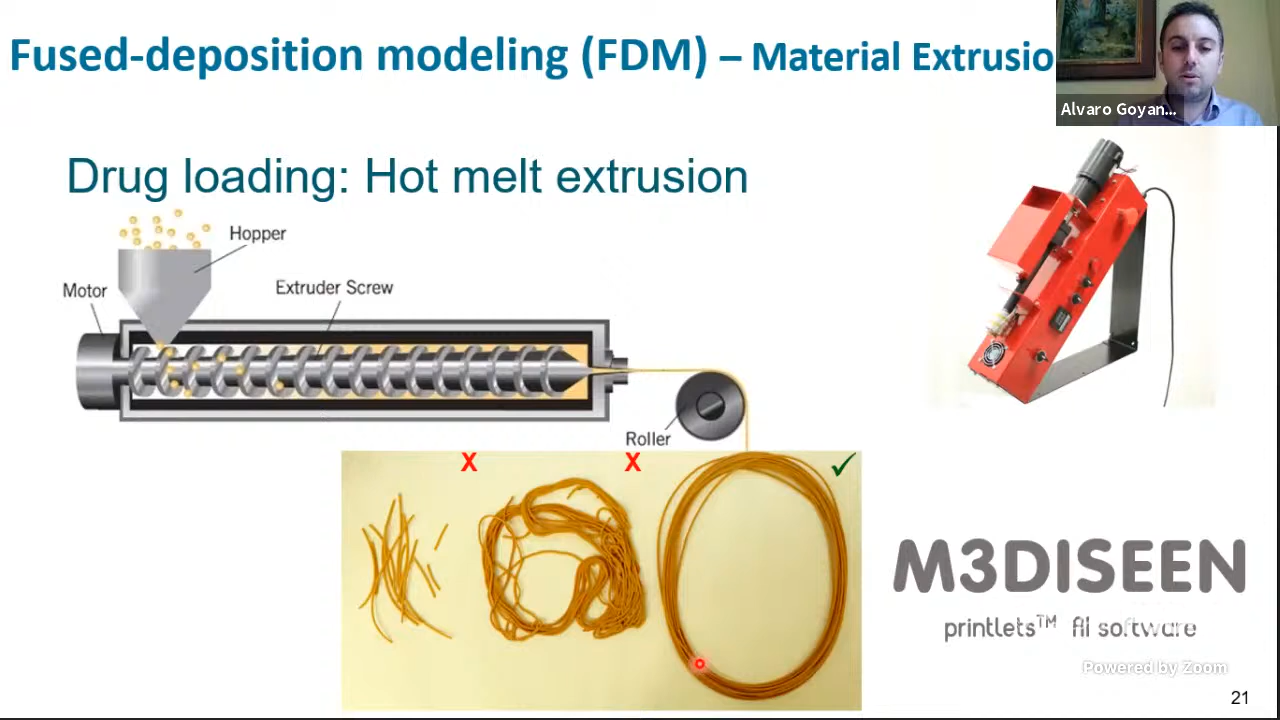 Fused-deposition modeling (FDM) – Material Extrusio
Alvaro Goyan...
Drug loading: Hot melt extrusion
Hopper
Motor
Extruder Screw
Roller
X X ✓
M3DISEEN
printlets™ fil software
Powered by Zoom
21